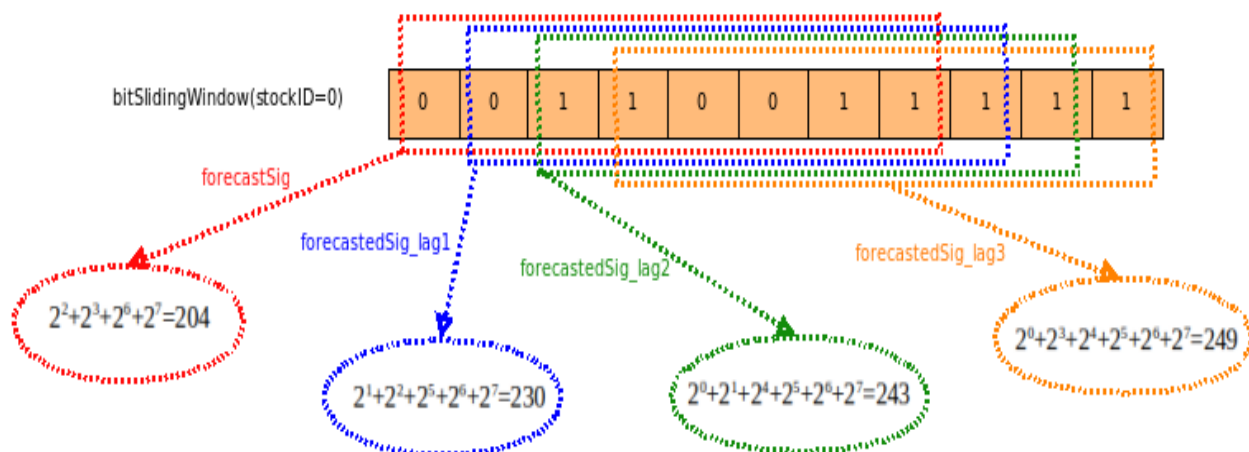 bitSlidingWindow(stockID=0)
0 0 1 1 0 0 1 1 1 1 1
forecastSig
forecastedSig_lag1
forecastedSig_lag2
forecastedSig_lag3
2²+2³+2⁶+2⁷=204
2¹+2²+2⁵+2⁶+2⁷=230
2⁰+2¹+2⁴+2⁵+2⁶+2⁷=243
2⁰+2³+2⁴+2⁵+2⁶+2⁷=249